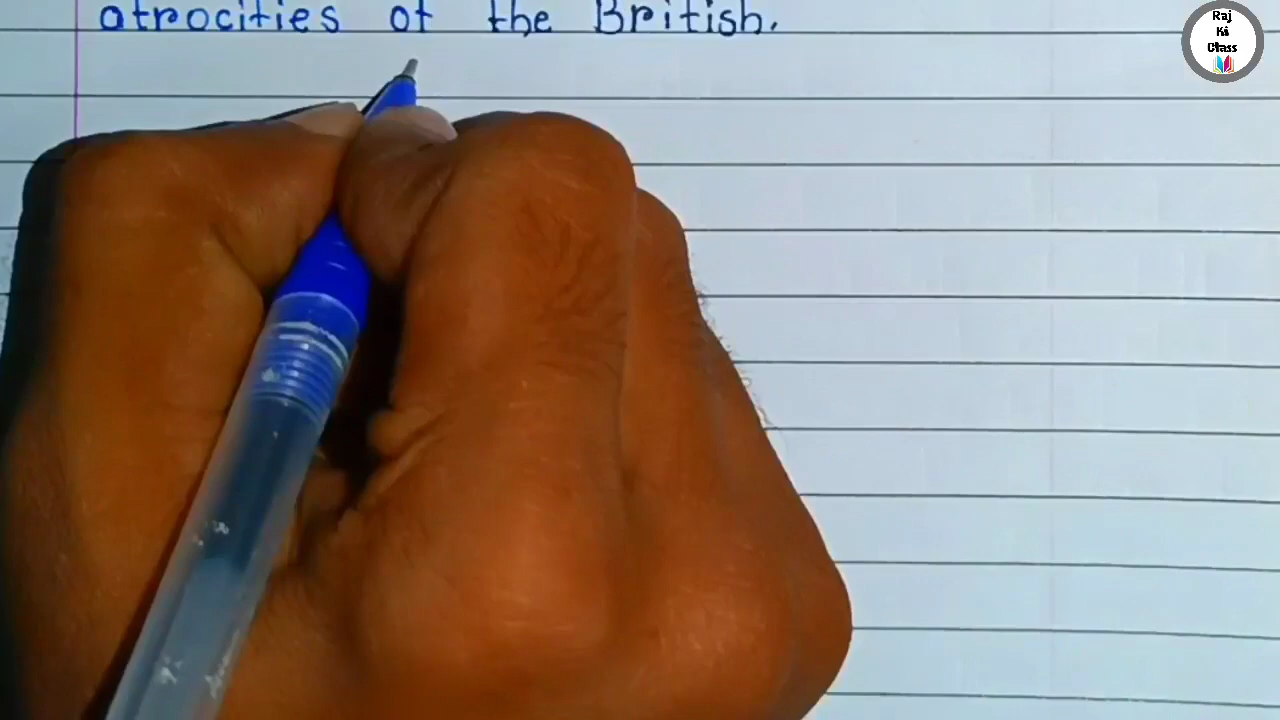 atrocities of the British.
Raj
Ki
Class